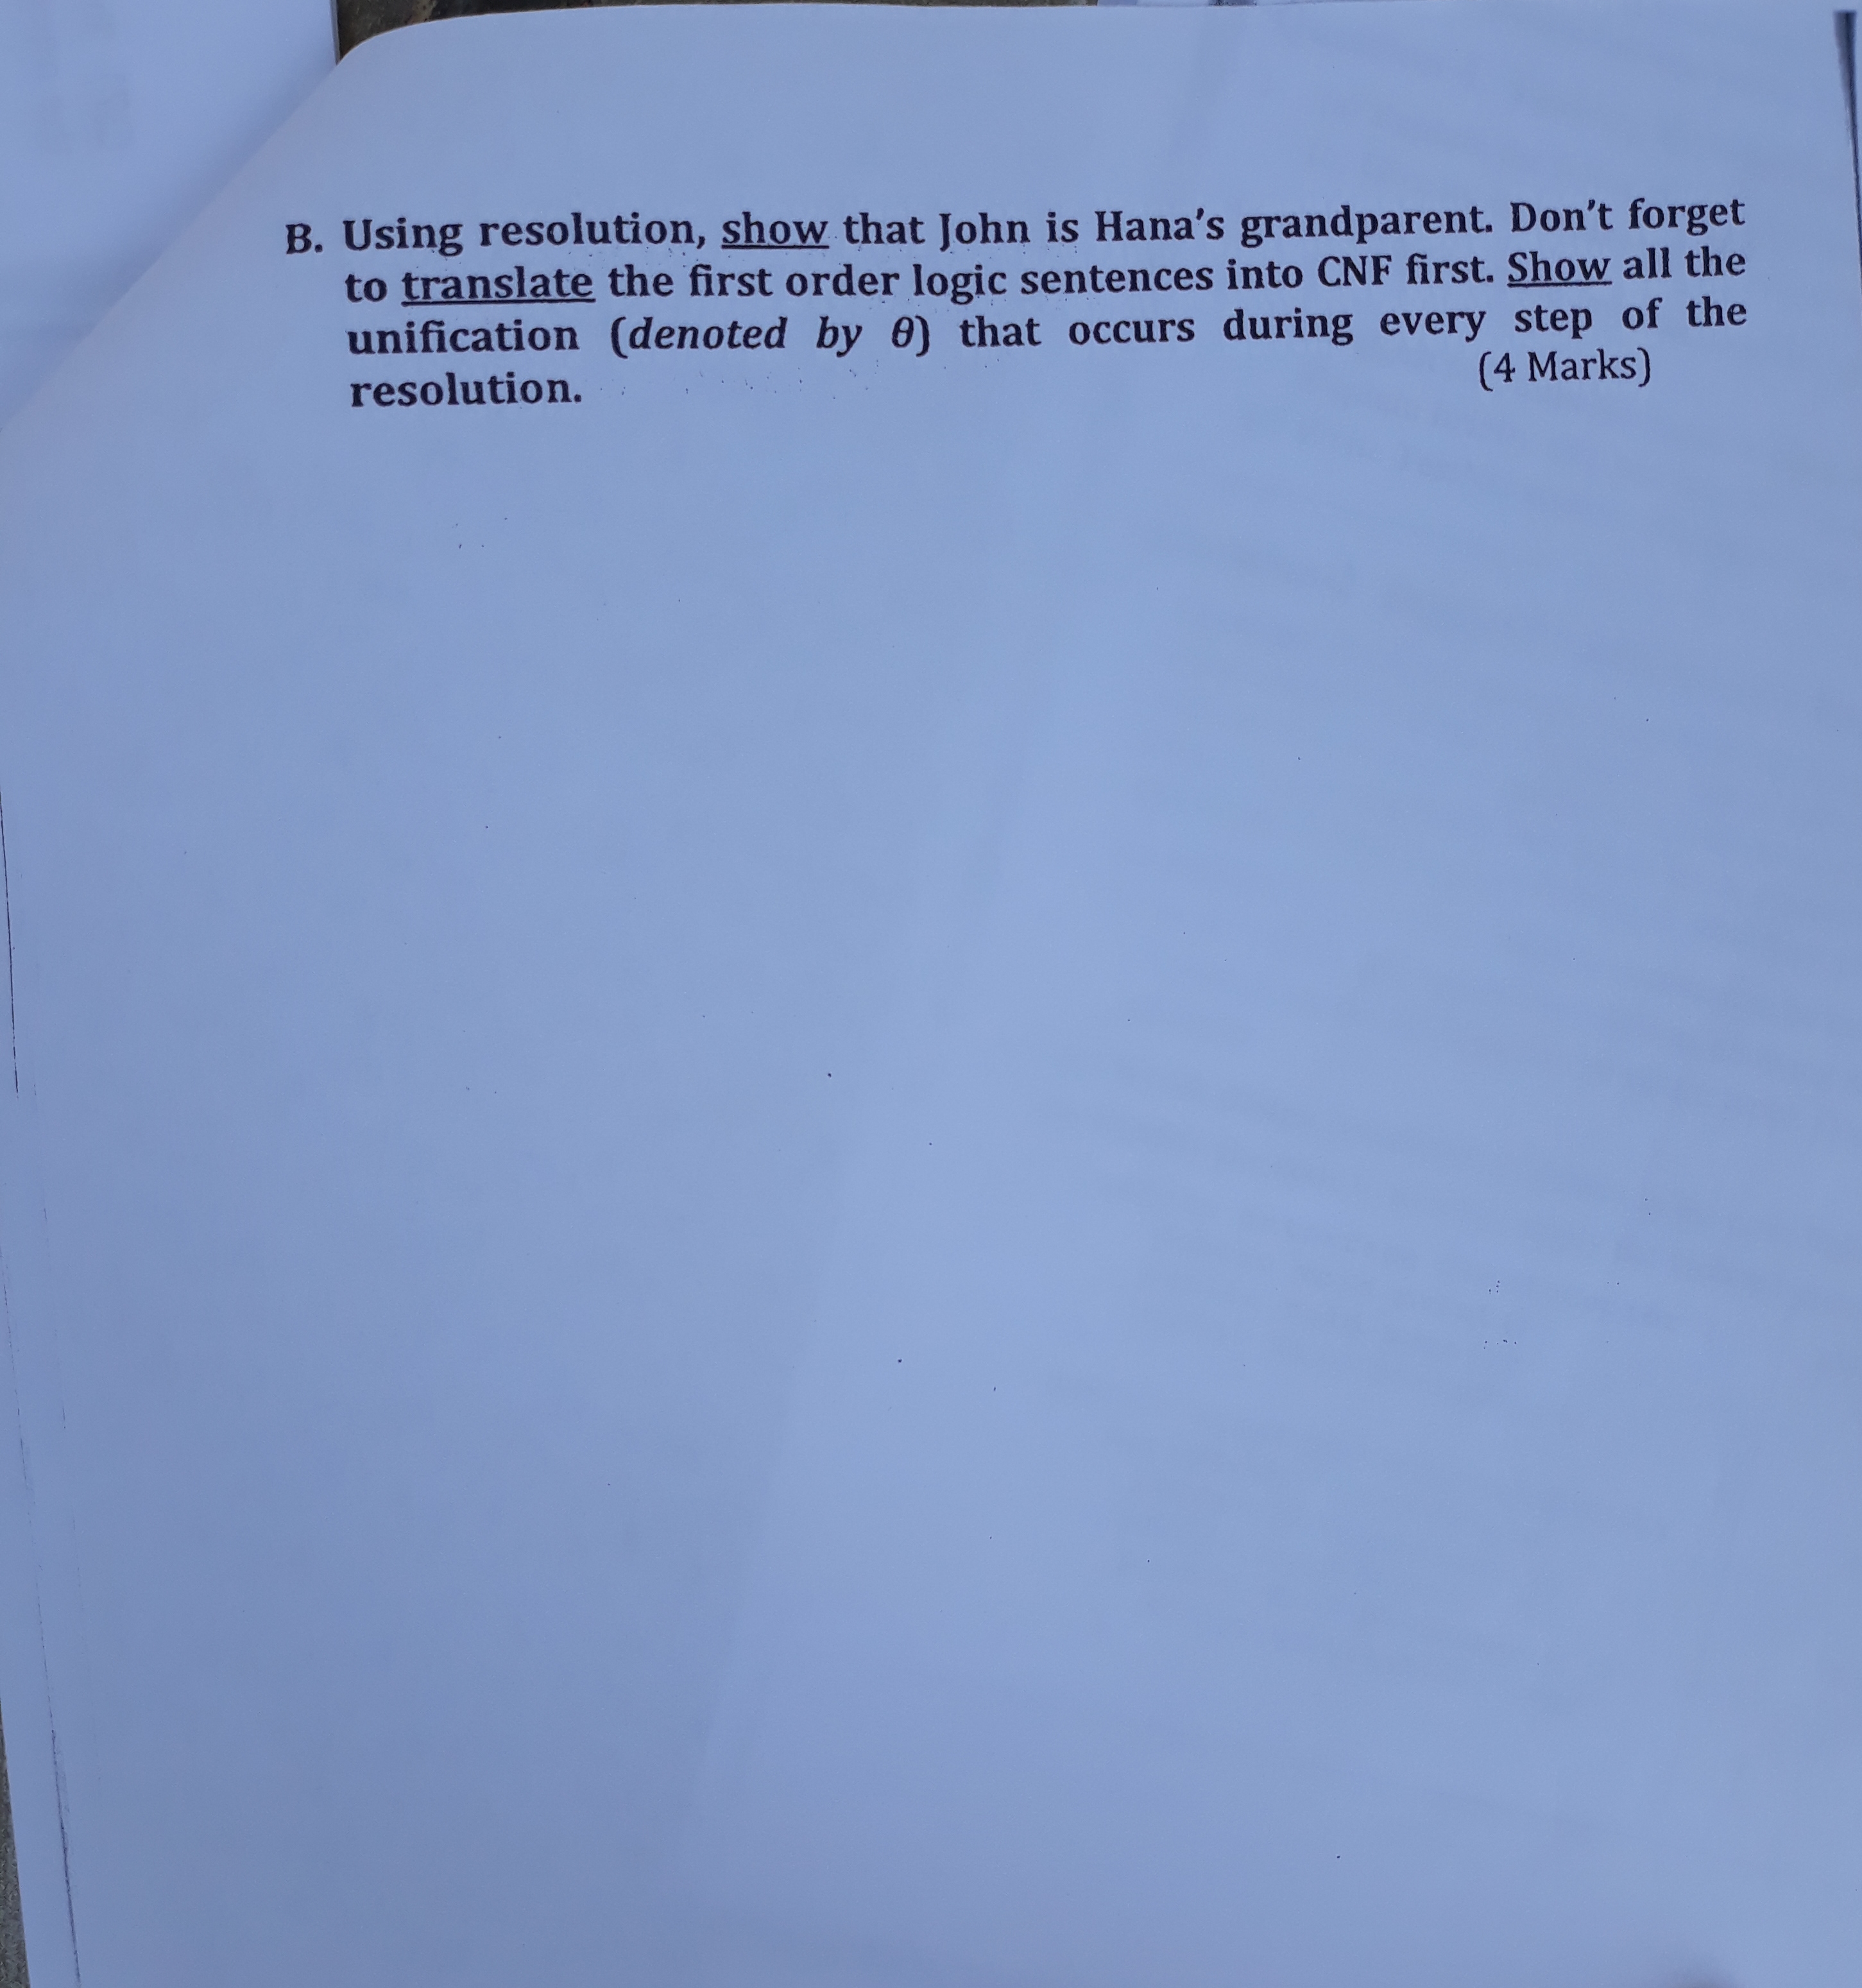 B. Using resolution, show that John is Hana's grandparent. Don't forget
to translate the first order logic sentences into CNF first. Show all the
unification (denoted by θ) that occurs during every step of the
resolution. (4 Marks)